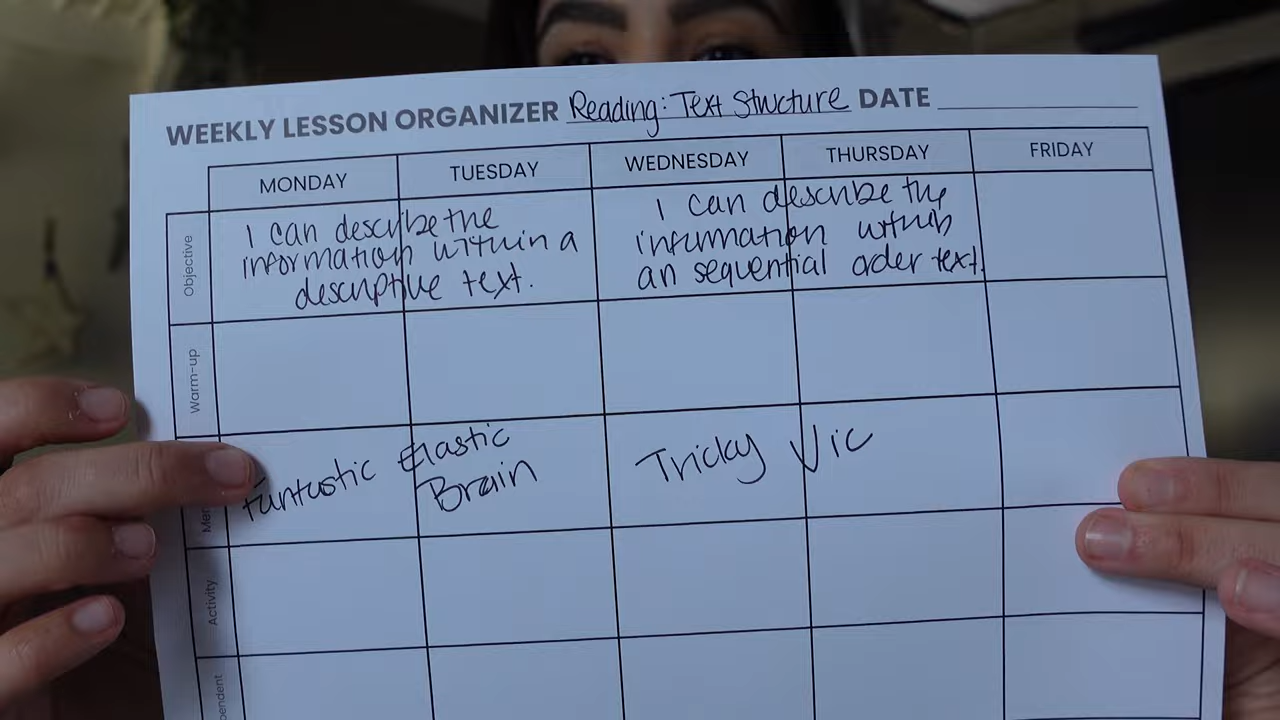 WEEKLY LESSON ORGANIZER Reading: Text Structure DATE
MONDAY TUESDAY WEDNESDAY THURSDAY FRIDAY
Objective
I can describe the
information within a
descriptive text.
I can describe the
information within
an sequential order text.
Warm-up
Fantastic Elastic
Brain
Tricky Vic
Activity